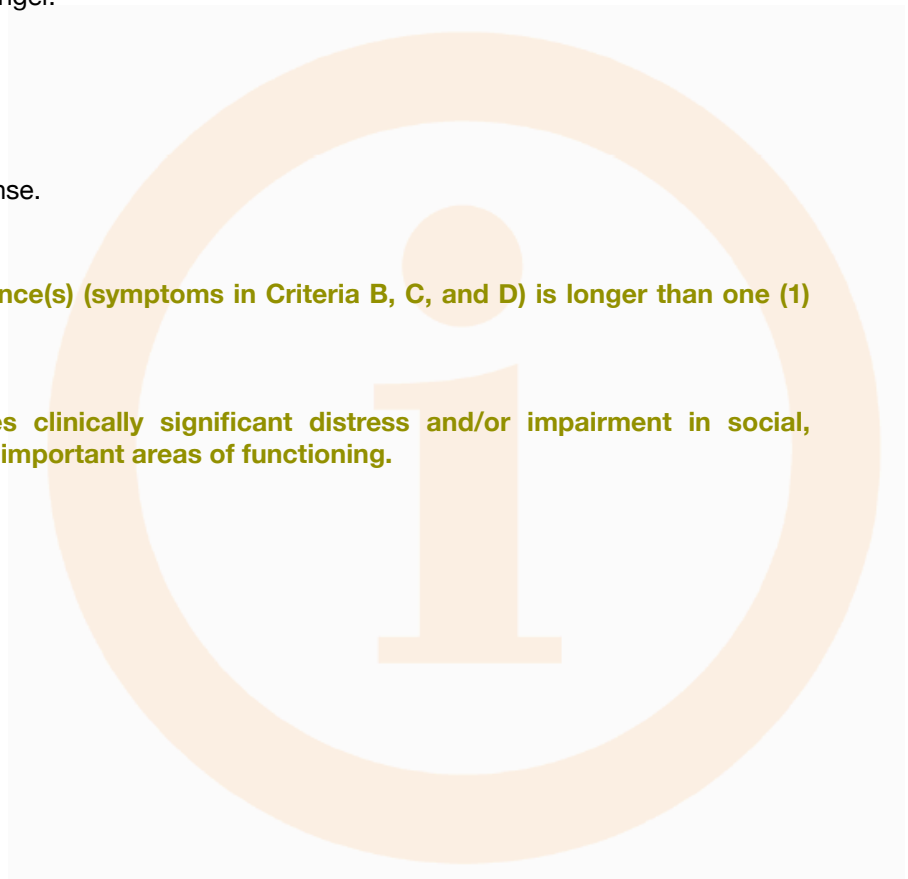 nger.
nse.
nce(s) (symptoms in Criteria B, C, and D) is longer than one (1)
es clinically significant distress and/or impairment in social,
important areas of functioning.